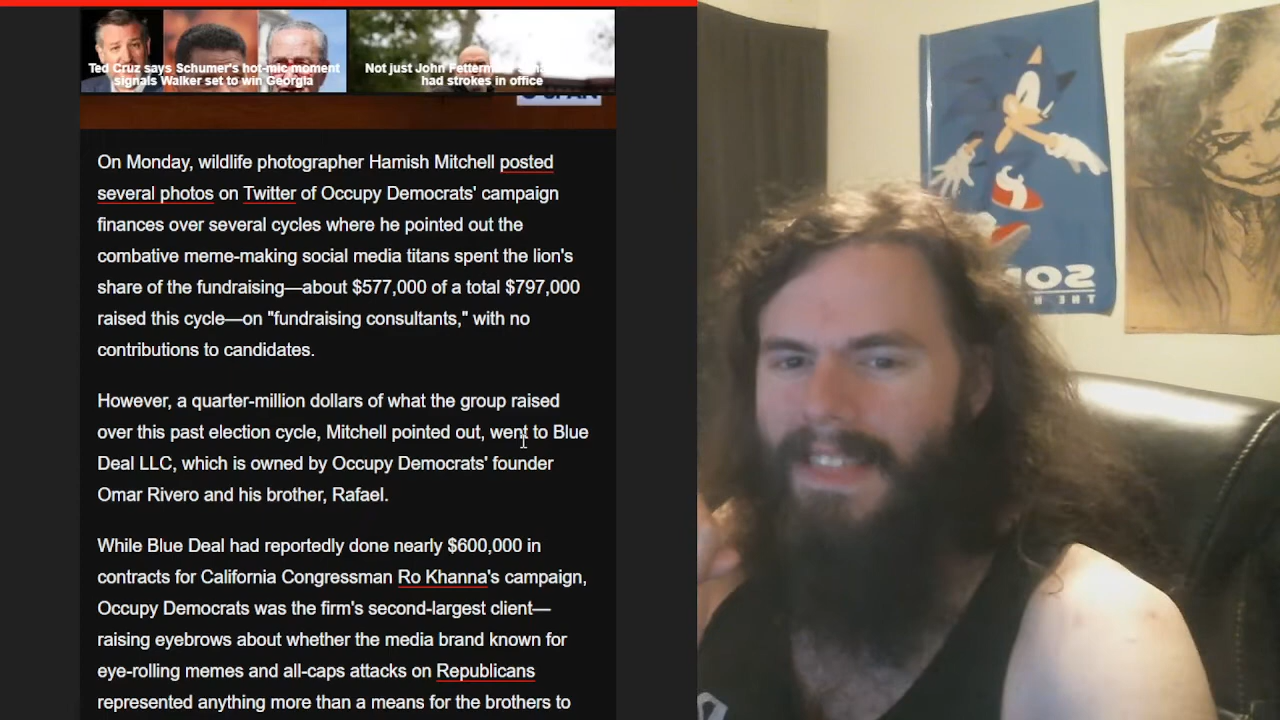 Ted Cruz says Schumer's hot-mic moment
signals Walker set to win Georgia
Not just John
had strokes in office
On Monday, wildlife photographer Hamish Mitchell posted
several photos on Twitter of Occupy Democrats' campaign
finances over several cycles where he pointed out the
combative meme-making social media titans spent the lion's
share of the fundraising—about $577,000 of a total $797,000
raised this cycle—on "fundraising consultants," with no
contributions to candidates.
However, a quarter-million dollars of what the group raised
over this past election cycle, Mitchell pointed out, went to Blue
Deal LLC, which is owned by Occupy Democrats' founder
Omar Rivero and his brother, Rafael.
While Blue Deal had reportedly done nearly $600,000 in
contracts for California Congressman Ro Khanna's campaign,
Occupy Democrats was the firm's second-largest client—
raising eyebrows about whether the media brand known for
eye-rolling memes and all-caps attacks on Republicans
represented anything more than a means for the brothers to